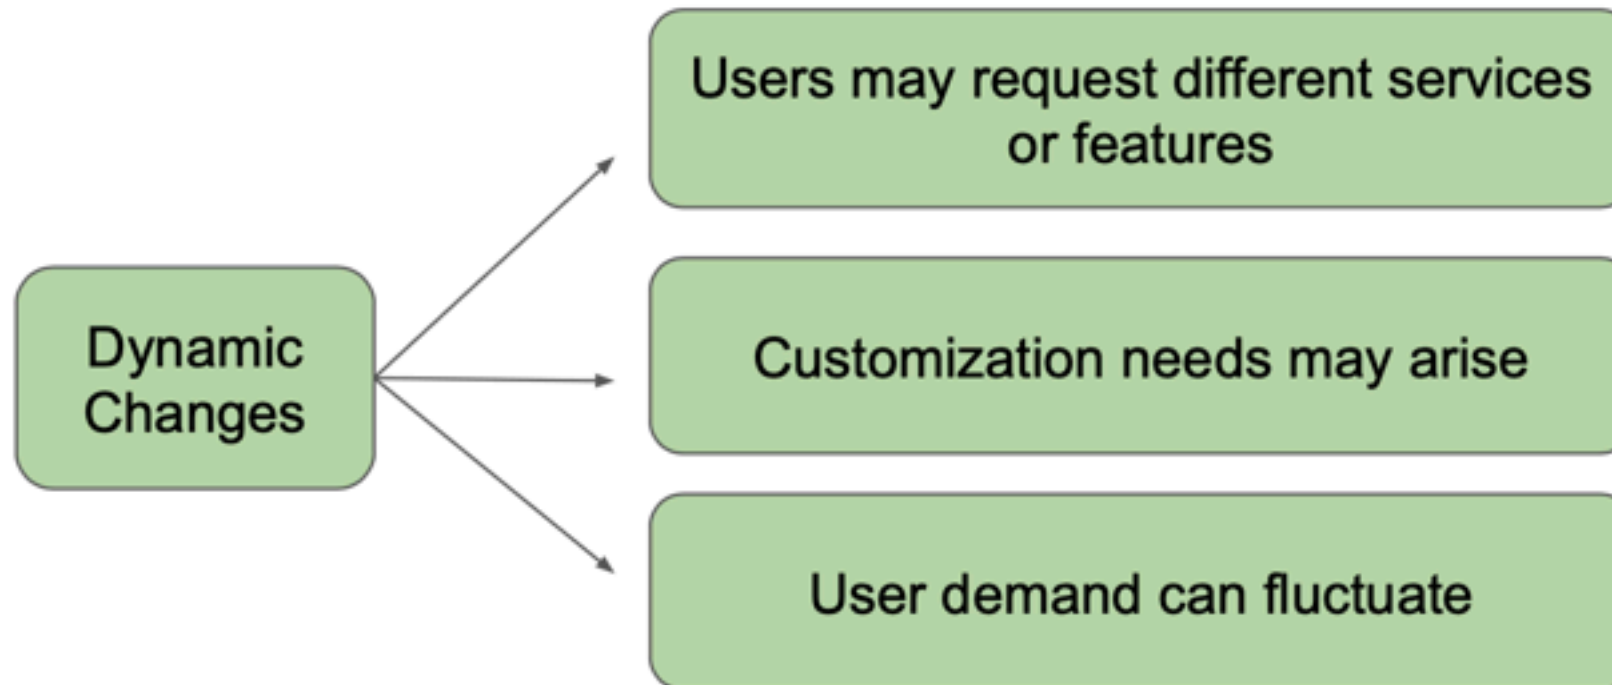 Users may request different services
or features
Dynamic
Changes
Customization needs may arise
User demand can fluctuate